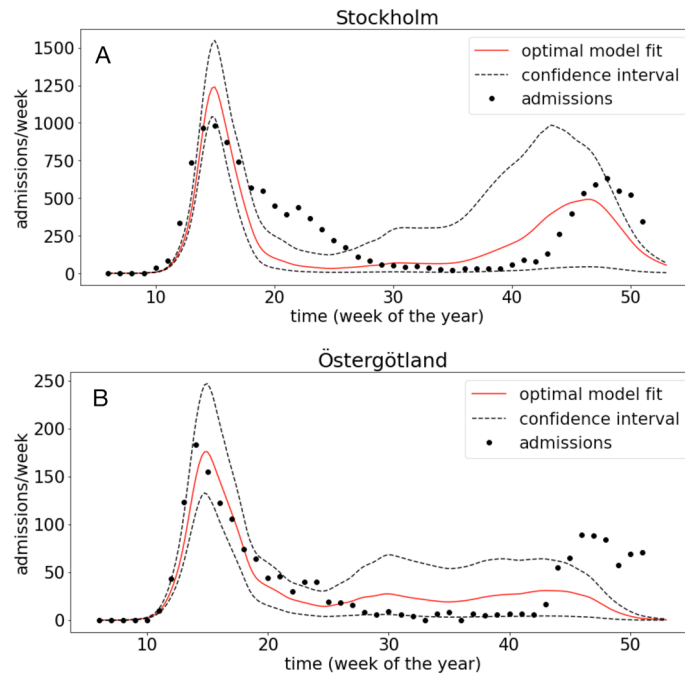 Stockholm
A
optimal model fit
confidence interval
admissions
admissions/week
1500
1250
1000
750
500
250
0
10 20 30 40 50
time (week of the year)
Östergötland
B
optimal model fit
confidence interval
admissions
admissions/week
250
200
150
100
50
0
10 20 30 40 50
time (week of the year)